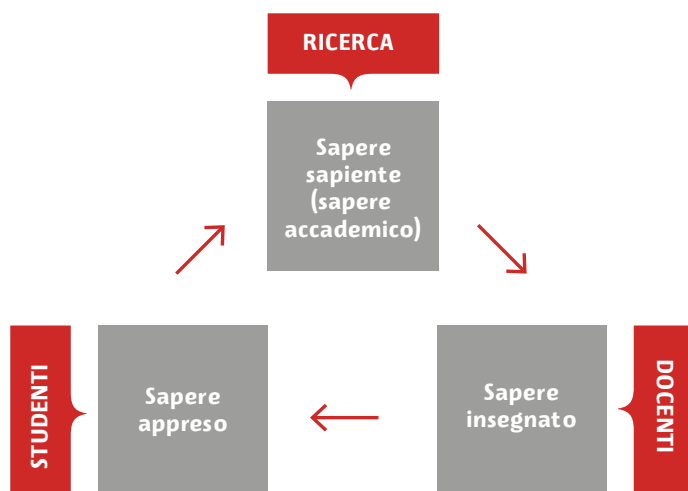 RICERCA
Sapere
sapiente
(sapere
accademico)
STUDENTI
Sapere
appreso
Sapere
insegnato
DOCENTI